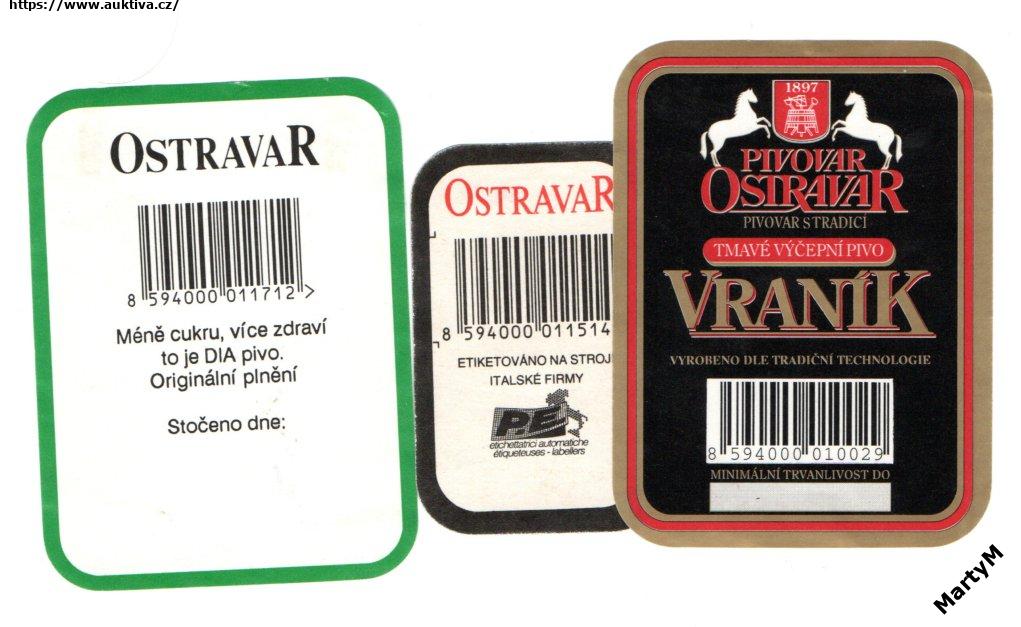 https://www.auktiva.cz/
OSTRAVAR
8 594000 011712 >
Méně cukru, více zdraví
to je DIA pivo.
Originální plnění
Stočeno dne:
OSTRAVAR
8 594000 011514
ETIKETOVÁNO NA STROJ
ITALSKÉ FIRMY
P.E
etichettatrici automatiche
étiqueteuses - labellers
1897
PIVOVAR
OSTRAVAR
PIVOVAR S TRADICÍ
TMAVÉ VÝČEPNÍ PIVO
VRANÍK
VYROBENO DLE TRADIČNÍ TECHNOLOGIE
8 594000 010029
MINIMÁLNÍ TRVANLIVOST DO
MartyM